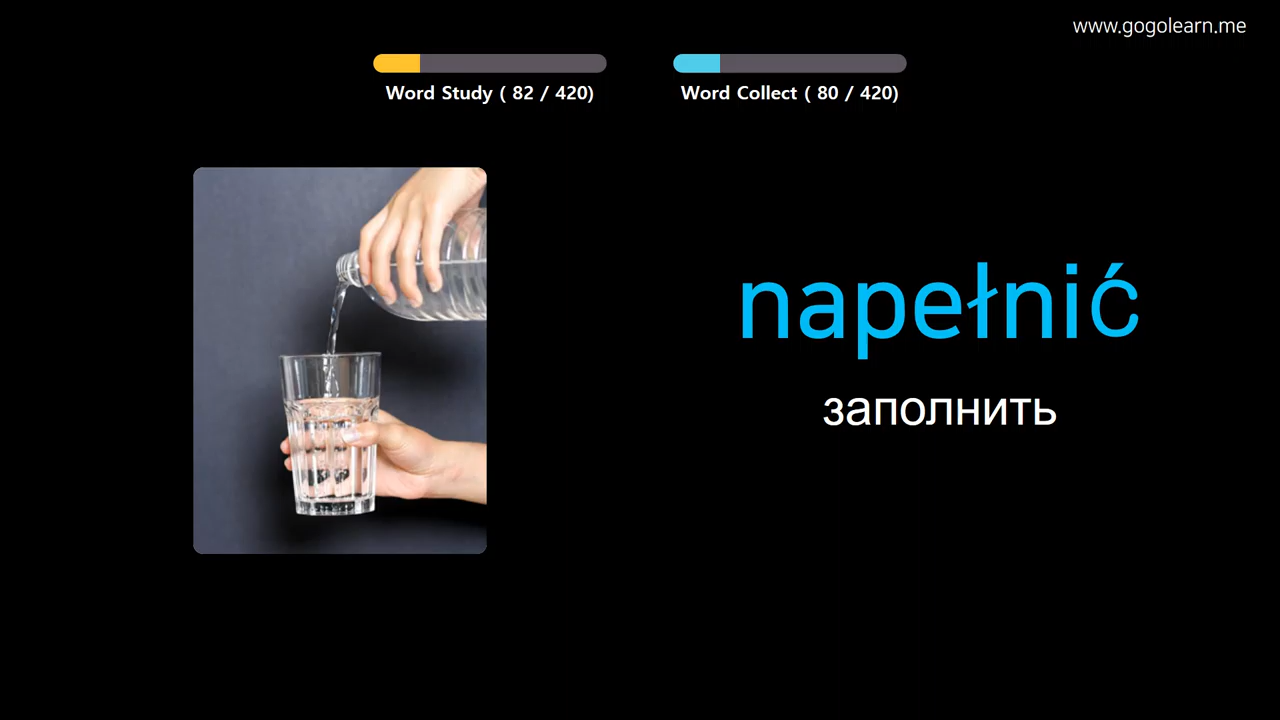 www.gogolearn.me
Word Study ( 82 / 420)
Word Collect ( 80 / 420)
napełnić
заполнить